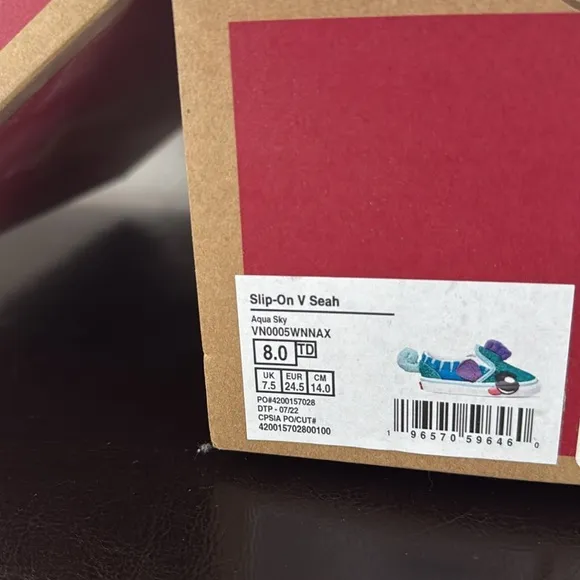 Slip-On V Seah
Aqua Sky
VN0005WNNAX
8.0 TD
UK EUR CM
7.5 24.5 14.0
PO#4200157028
DTP - 07/22
CPSIA PO/CUT#
420015702800100
1 96570 59646 0